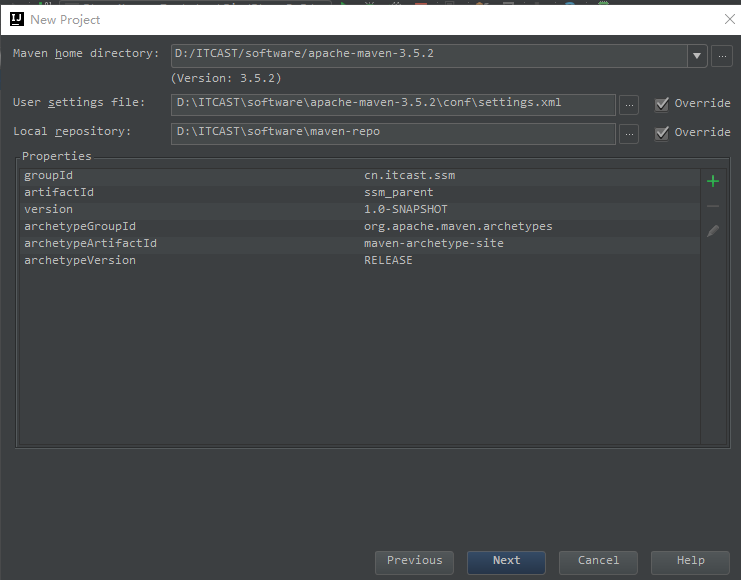 IJ New Project
Maven home directory: D:/ITCAST/software/apache-maven-3.5.2 ...
(Version: 3.5.2)
User settings file: D:\ITCAST\software\apache-maven-3.5.2\conf\settings.xml ... Override
Local repository: D:\ITCAST\software\maven-repo ... Override
Properties
groupId cn.itcast.ssm
artifactId ssm_parent
version 1.0-SNAPSHOT
archetypeGroupId org.apache.maven.archetypes
archetypeArtifactId maven-archetype-site
archetypeVersion RELEASE
Previous Next Cancel Help